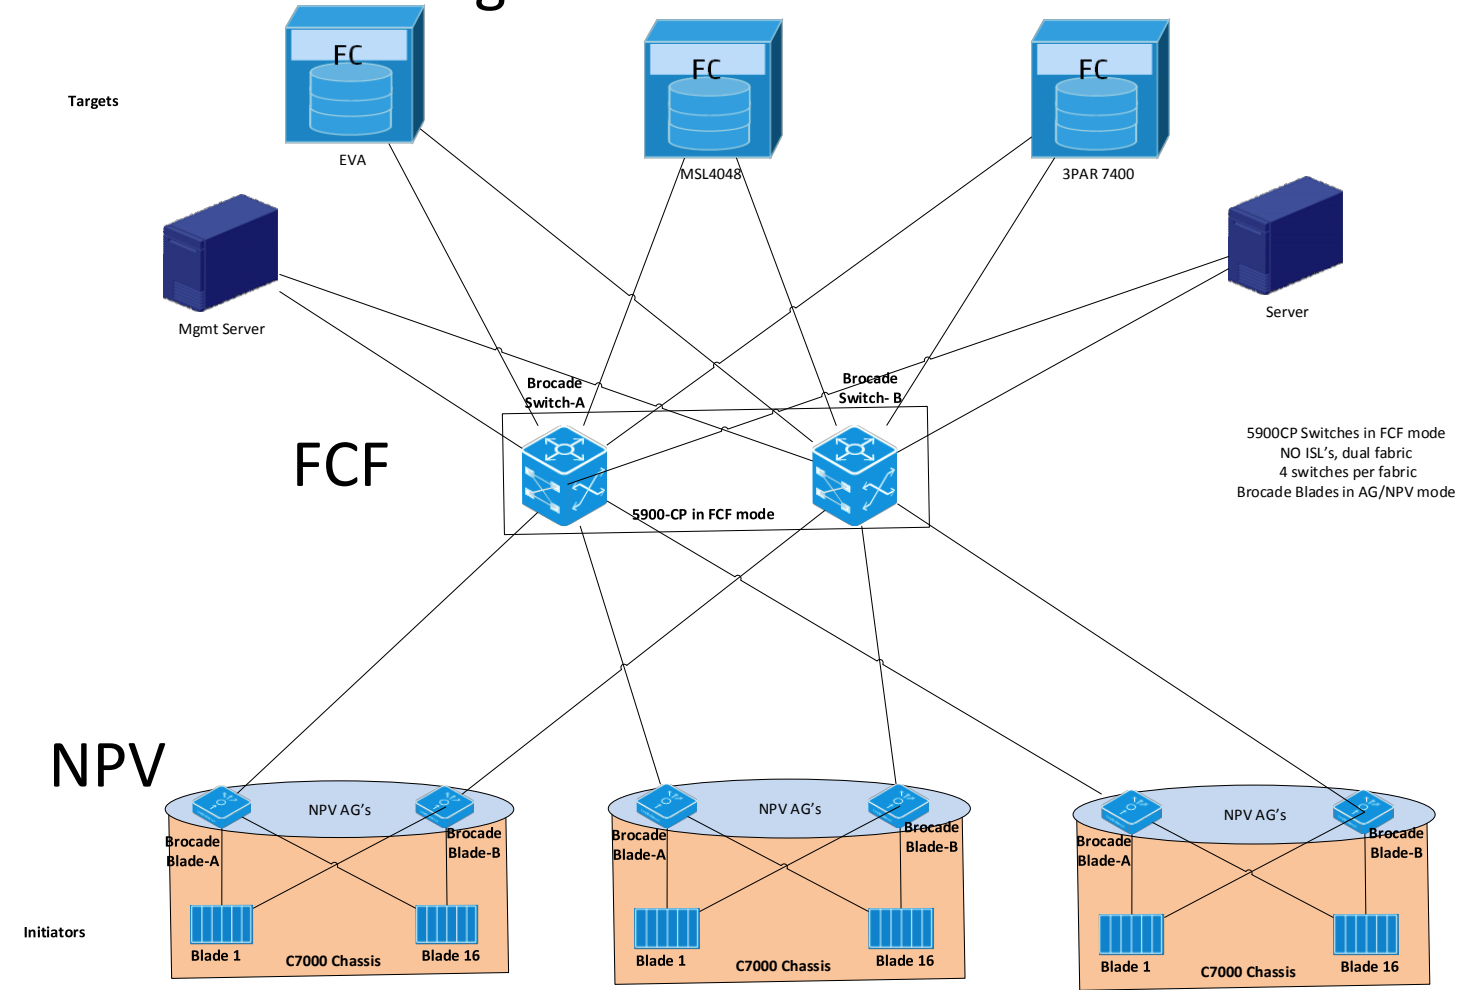 g
FC
FC
FC
Targets
EVA
MSL4048
3PAR 7400
Mgmt Server
Server
Brocade
Switch-A
Brocade
Switch- B
FCF
5900CP Switches in FCF mode
NO ISL's, dual fabric
4 switches per fabric
Brocade Blades in AG/NPV mode
5900-CP in FCF mode
NPV
NPV AG's
NPV AG's
NPV AG's
Brocade
Blade-A
Brocade
Blade-B
Brocade
Blade-A
Brocade
Blade-B
Brocade
Blade-A
Brocade
Blade-B
Initiators
Blade 1
C7000 Chassis
Blade 16
Blade 1
C7000 Chassis
Blade 16
Blade 1
C7000 Chassis
Blade 16